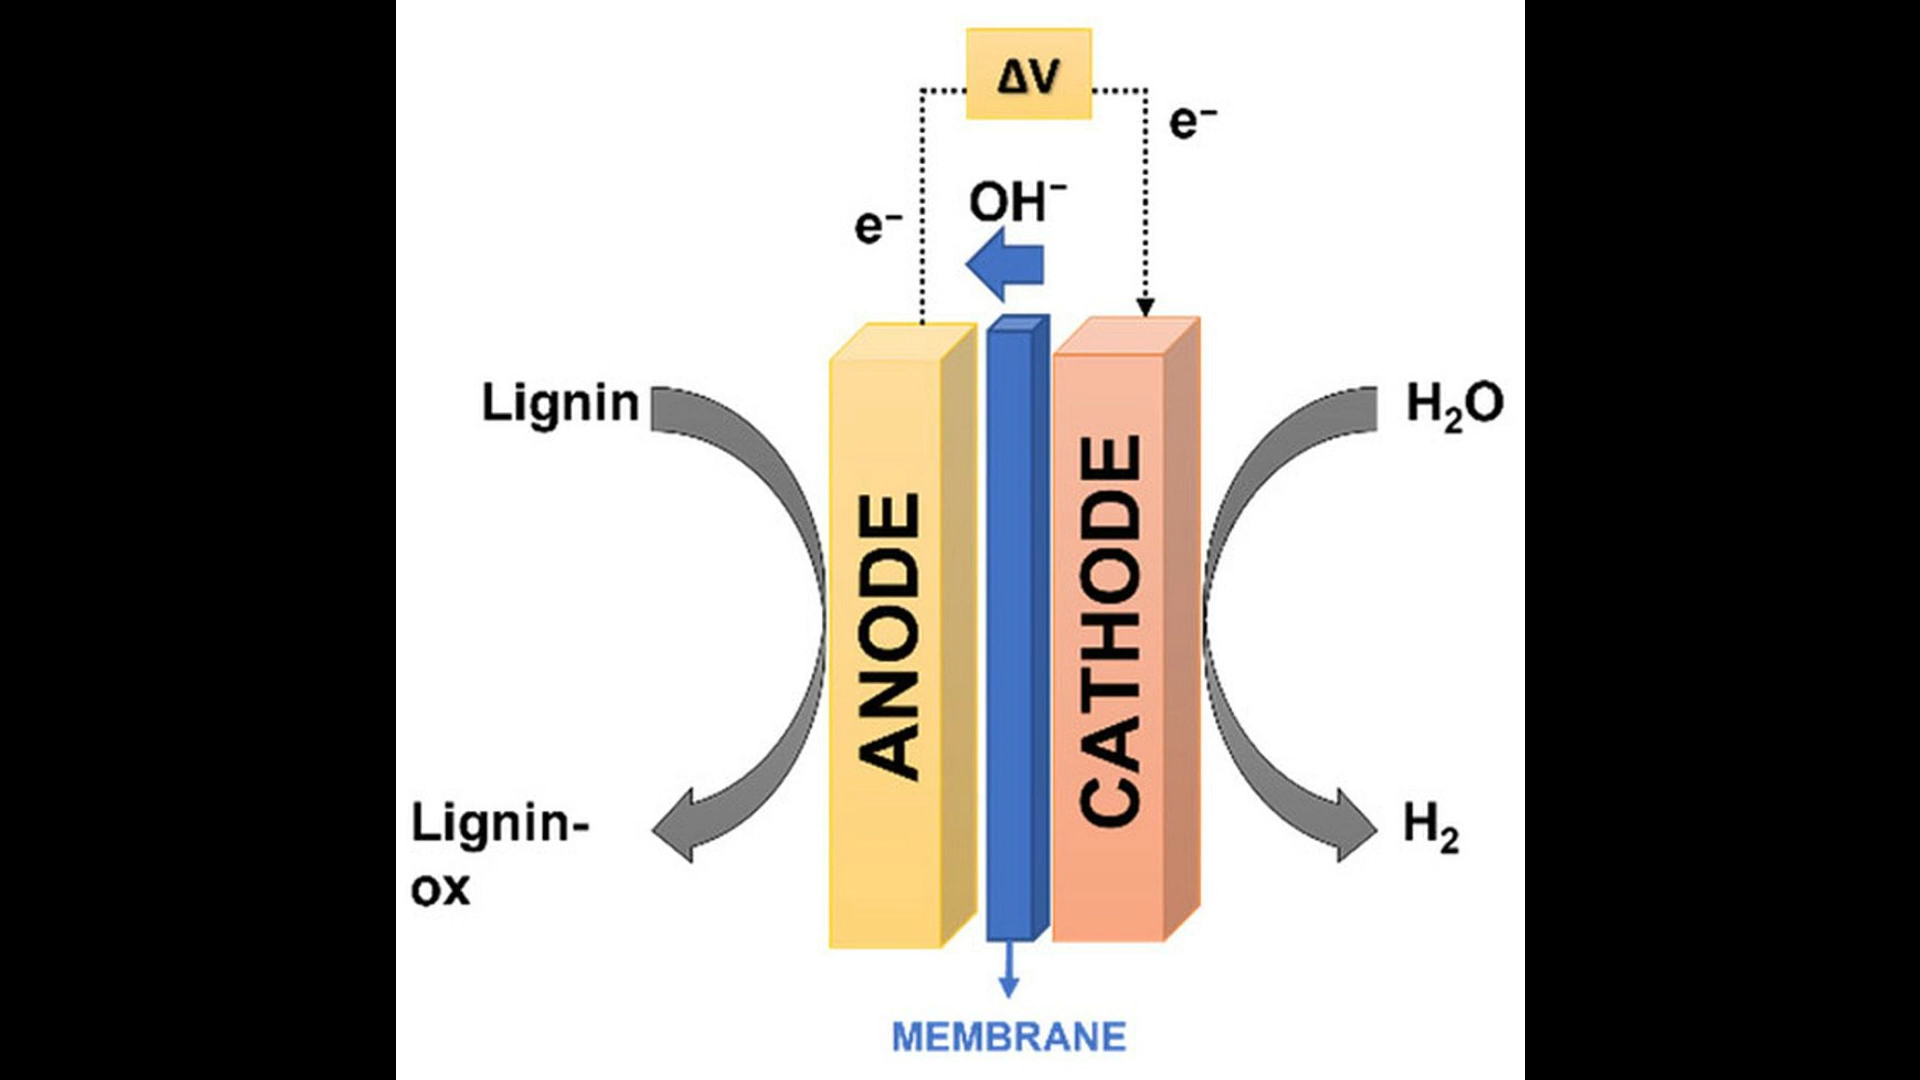 ΔV
e⁻
OH⁻
e⁻
Lignin
H₂O
ANODE
CATHODE
Lignin-
ox
H₂
MEMBRANE